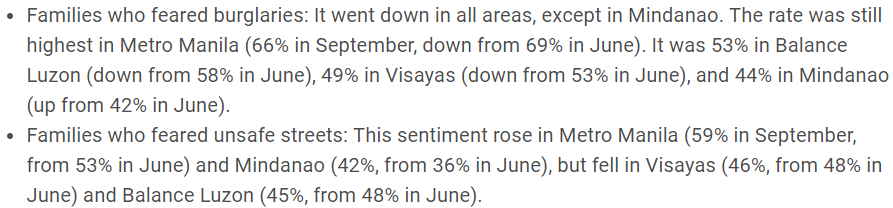 • Families who feared burglaries: It went down in all areas, except in Mindanao. The rate was still
highest in Metro Manila (66% in September, down from 69% in June). It was 53% in Balance
Luzon (down from 58% in June), 49% in Visayas (down from 53% in June), and 44% in Mindanao
(up from 42% in June).
• Families who feared unsafe streets: This sentiment rose in Metro Manila (59% in September,
from 53% in June) and Mindanao (42%, from 36% in June), but fell in Visayas (46%, from 48% in
June) and Balance Luzon (45%, from 48% in June).